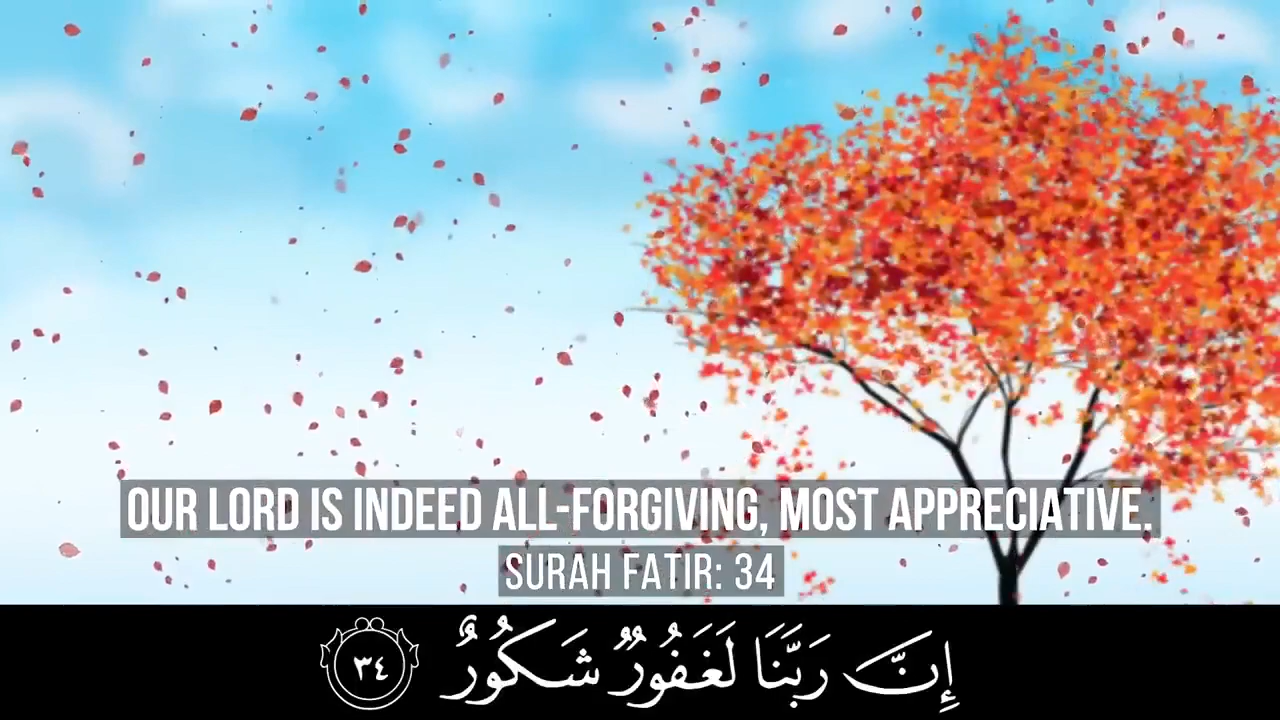 OUR LORD IS INDEED ALL-FORGIVING, MOST APPRECIATIVE.
SURAH FATIR: 34
إِنَّ رَبَّنَا لَغَفُورٌ شَكُورٌ ٣٤